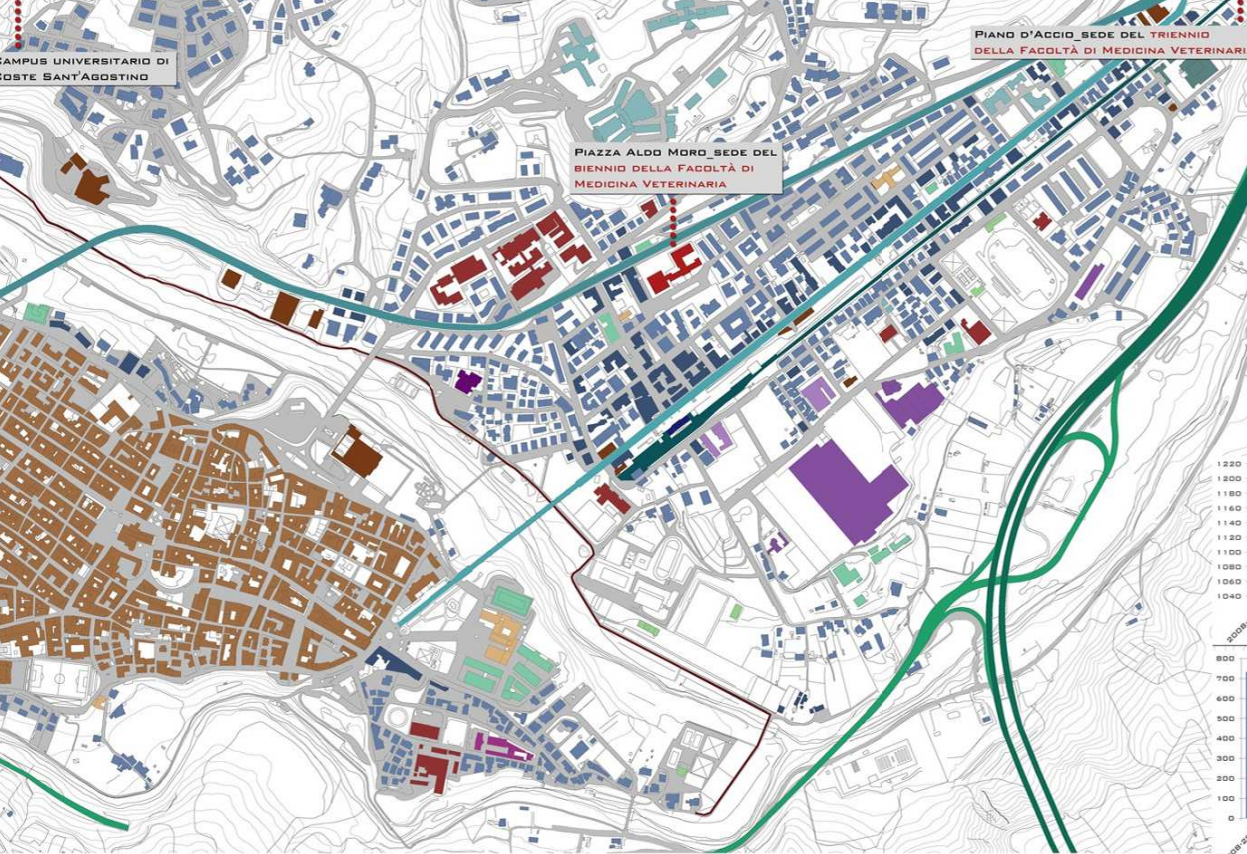 CAMPUS UNIVERSITARIO DI
COSTE SANT'AGOSTINO
PIANO D'ACCIO_SEDE DEL TRIENNIO
DELLA FACOLTÀ DI MEDICINA VETERINARI
PIAZZA ALDO MORO_SEDE DEL
BIENNIO DELLA FACOLTÀ DI
MEDICINA VETERINARIA
1220
1200
1180
1160
1140
1120
1100
1080
1060
1040
2008-
800
700
600
500
400
300
200
100
0